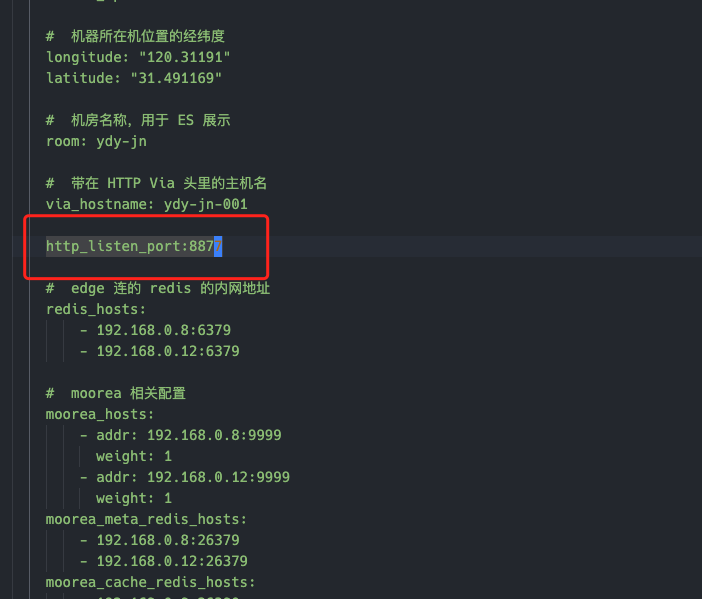 #  机器所在机位置的经纬度
longitude: "120.31191"
latitude: "31.491169"
#  机房名称，用于 ES 展示
room: ydy-jn
#  带在 HTTP Via 头里的主机名
via_hostname: ydy-jn-001
http_listen_port:887
#  edge 连的 redis 的内网地址
redis_hosts:
- 192.168.0.8:6379
- 192.168.0.12:6379
#  moorea 相关配置
moorea_hosts:
- addr: 192.168.0.8:9999
weight: 1
- addr: 192.168.0.12:9999
weight: 1
moorea_meta_redis_hosts:
- 192.168.0.8:26379
- 192.168.0.12:26379
moorea_cache_redis_hosts: